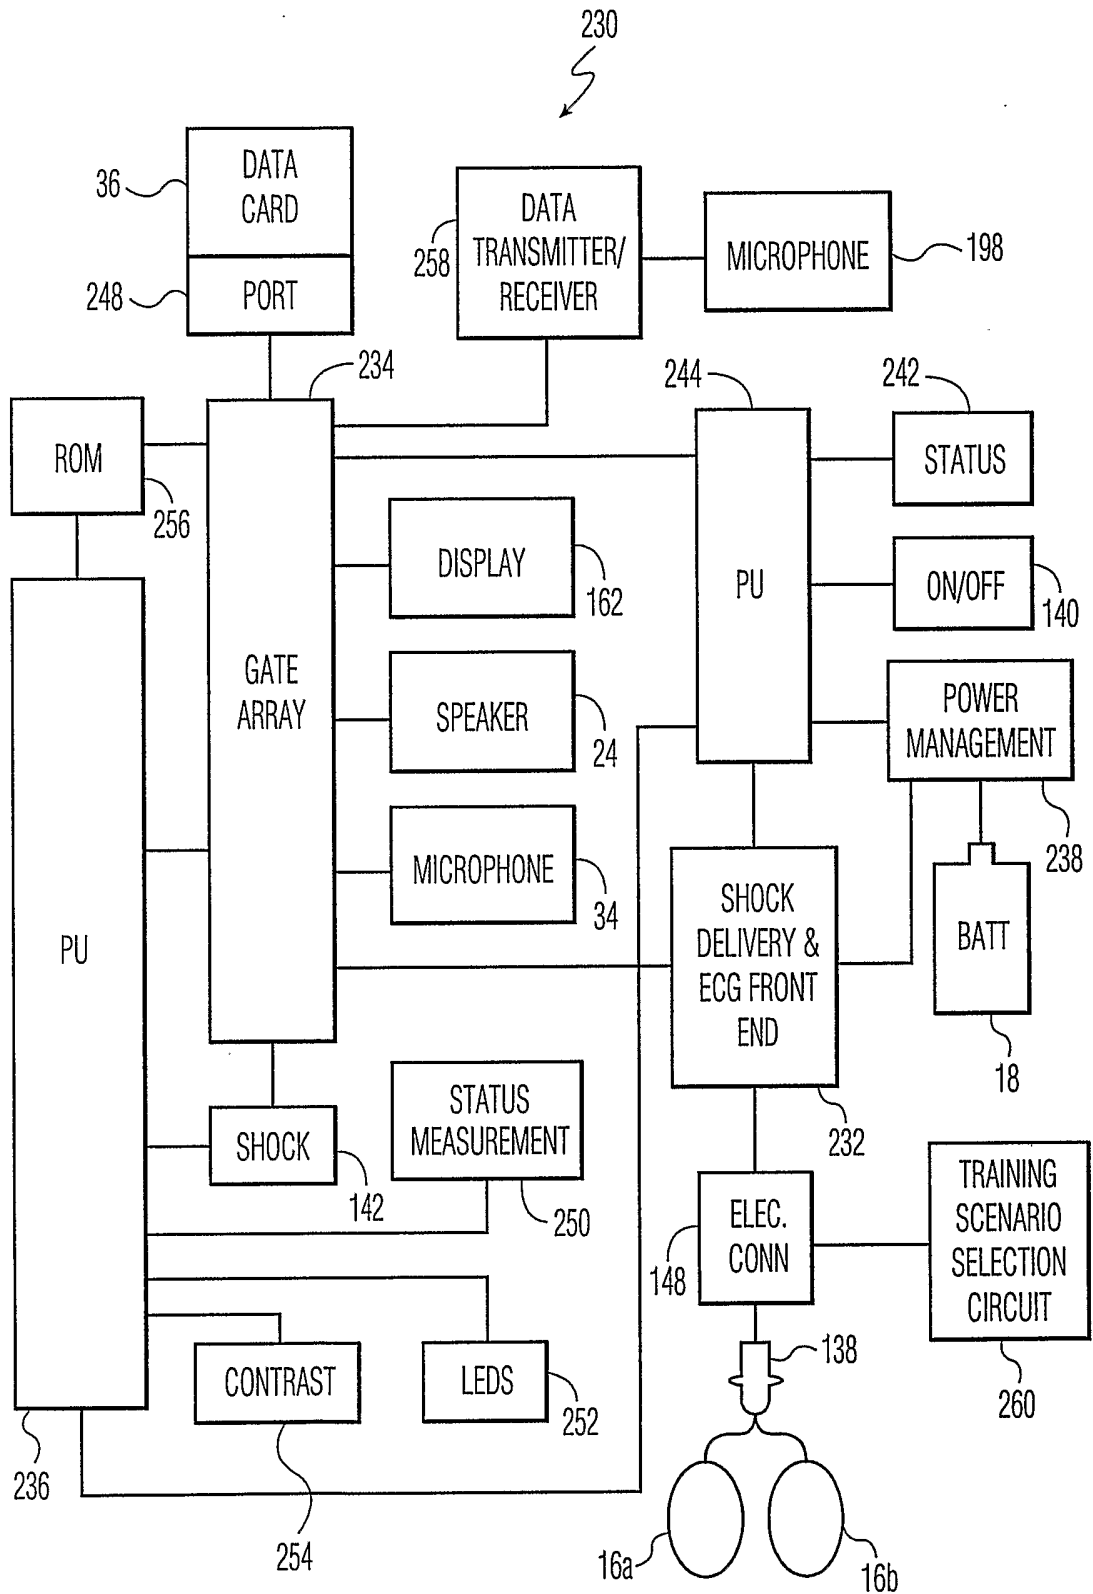 230
DATA
CARD
36
PORT
248
DATA
TRANSMITTER/
RECEIVER
258
MICROPHONE
198
234
244
242
ROM
256
STATUS
DISPLAY
162
PU
ON/OFF
140
GATE
ARRAY
SPEAKER
24
POWER
MANAGEMENT
238
MICROPHONE
34
SHOCK
DELIVERY &
ECG FRONT
END
232
BATT
18
PU
236
SHOCK
142
STATUS
MEASUREMENT
250
ELEC.
CONN
148
TRAINING
SCENARIO
SELECTION
CIRCUIT
260
138
CONTRAST
254
LEDS
252
16a
16b